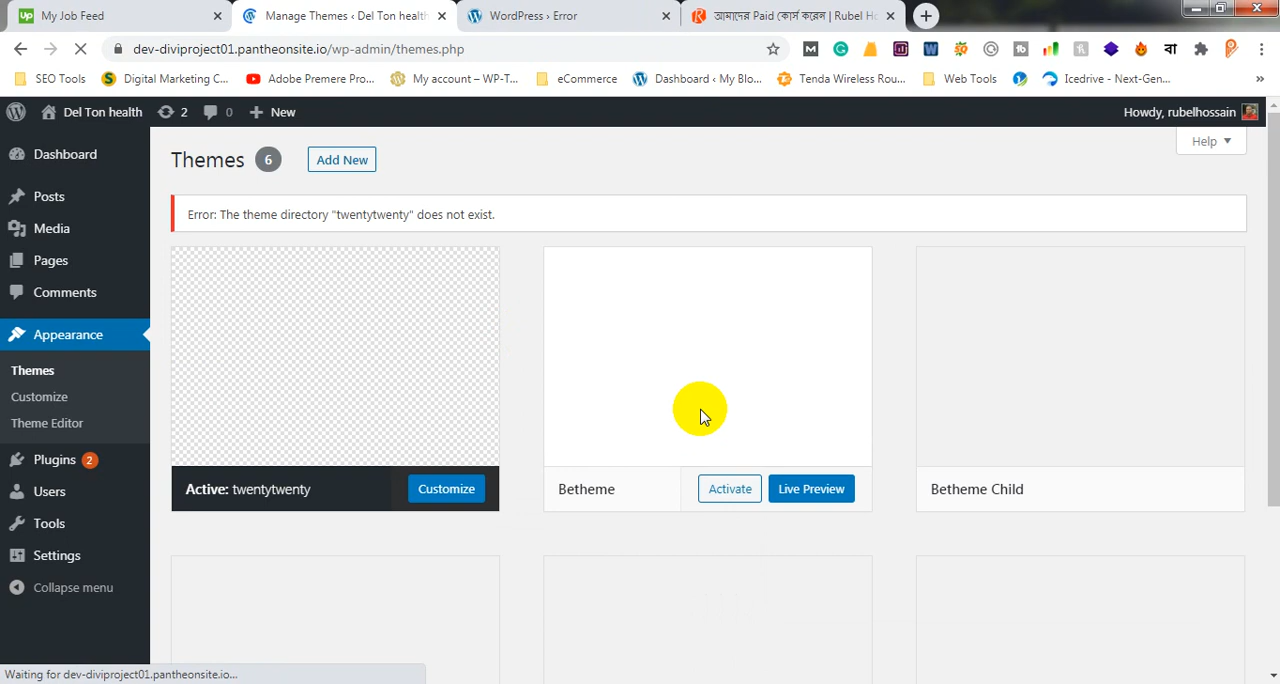 My Job Feed
Manage Themes ‹ Del Ton health
WordPress › Error
আমাদের Paid কোর্স করেল | Rubel Ho
dev-diviproject01.pantheonsite.io/wp-admin/themes.php
SEO Tools
Digital Marketing C...
Adobe Premere Pro...
My account – WP-T...
eCommerce
Dashboard ‹ My Blo...
Tenda Wireless Rou...
Web Tools
Icedrive - Next-Gen...
»
Del Ton health
2
0
New
Howdy, rubelhossain
Dashboard
Posts
Media
Pages
Comments
Appearance
Themes
Customize
Theme Editor
Plugins 2
Users
Tools
Settings
Collapse menu
Themes 6
Add New
Help
Error: The theme directory "twentytwenty" does not exist.
Active: twentytwenty
Customize
Betheme
Activate
Live Preview
Betheme Child
Waiting for dev-diviproject01.pantheonsite.io...